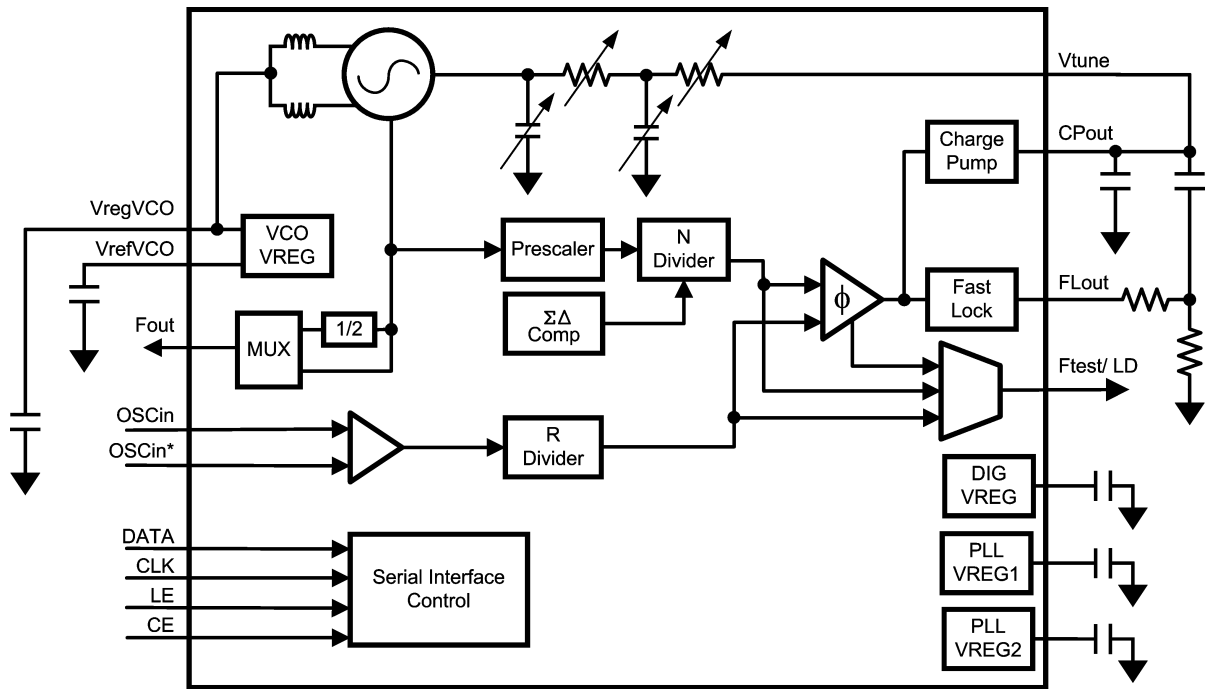 Vtune
Charge
Pump
CPout
VregVCO
VCO
VREG
VrefVCO
Prescaler
N
Divider
ΣΔ
Comp
ϕ
Fast
Lock
FLout
Fout
MUX
1/2
Ftest/ LD
OSCin
OSCin*
R
Divider
DIG
VREG
DATA
CLK
LE
CE
Serial Interface
Control
PLL
VREG1
PLL
VREG2